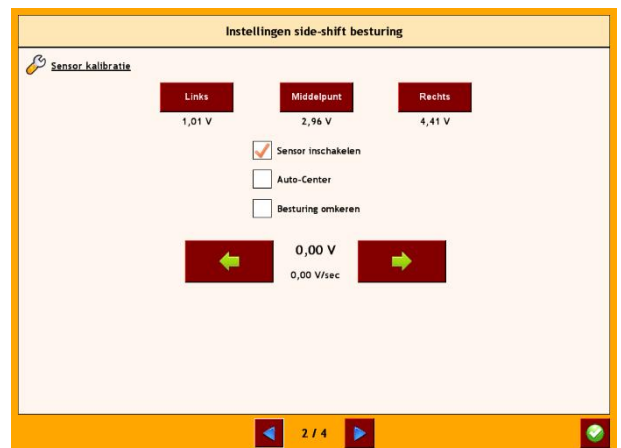 Instellingen side-shift besturing
Sensor kalibratie
Links Middelpunt Rechts
1,01 V 2,96 V 4,41 V
Sensor inschakelen
Auto-Center
Besturing omkeren
0,00 V
0,00 V/sec
2 / 4